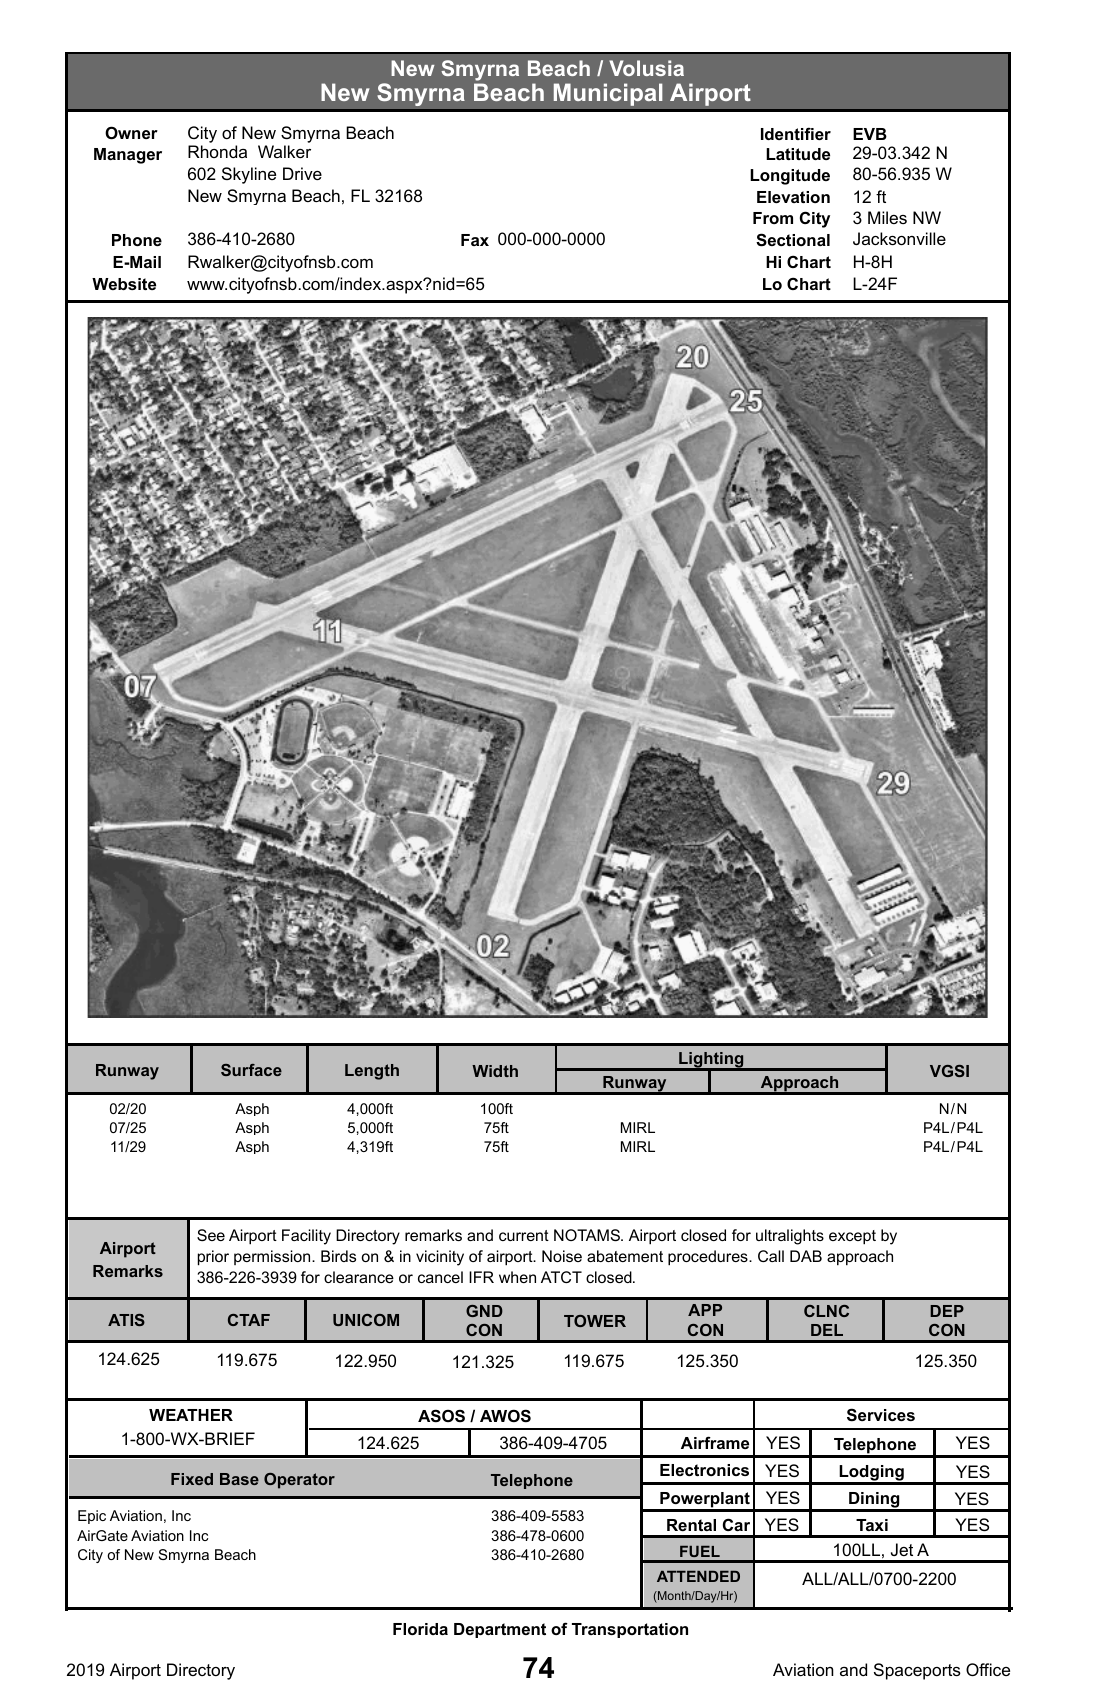 New Smyrna Beach / Volusia
New Smyrna Beach Municipal Airport
Owner City of New Smyrna Beach
Manager Rhonda Walker
602 Skyline Drive
New Smyrna Beach, FL 32168
Phone 386-410-2680 Fax 000-000-0000
E-Mail Rwalker@cityofnsb.com
Website www.cityofnsb.com/index.aspx?nid=65
Identifier EVB
Latitude 29-03.342 N
Longitude 80-56.935 W
Elevation 12 ft
From City 3 Miles NW
Sectional Jacksonville
Hi Chart H-8H
Lo Chart L-24F
20
25
11
07
29
02
Runway Surface Length Width Lighting VGSI
Runway Approach
02/20 Asph 4,000ft 100ft N/N
07/25 Asph 5,000ft 75ft MIRL P4L/P4L
11/29 Asph 4,319ft 75ft MIRL P4L/P4L
Airport Remarks
See Airport Facility Directory remarks and current NOTAMS. Airport closed for ultralights except by
prior permission. Birds on & in vicinity of airport. Noise abatement procedures. Call DAB approach
386-226-3939 for clearance or cancel IFR when ATCT closed.
ATIS CTAF UNICOM GND CON TOWER APP CON CLNC DEL DEP CON
124.625 119.675 122.950 121.325 119.675 125.350 125.350
WEATHER
1-800-WX-BRIEF
ASOS / AWOS
124.625 386-409-4705
Fixed Base Operator Telephone
Epic Aviation, Inc 386-409-5583
AirGate Aviation Inc 386-478-0600
City of New Smyrna Beach 386-410-2680
Services
Airframe YES Telephone YES
Electronics YES Lodging YES
Powerplant YES Dining YES
Rental Car YES Taxi YES
FUEL 100LL, Jet A
ATTENDED ALL/ALL/0700-2200
(Month/Day/Hr)
Florida Department of Transportation
2019 Airport Directory 74 Aviation and Spaceports Office